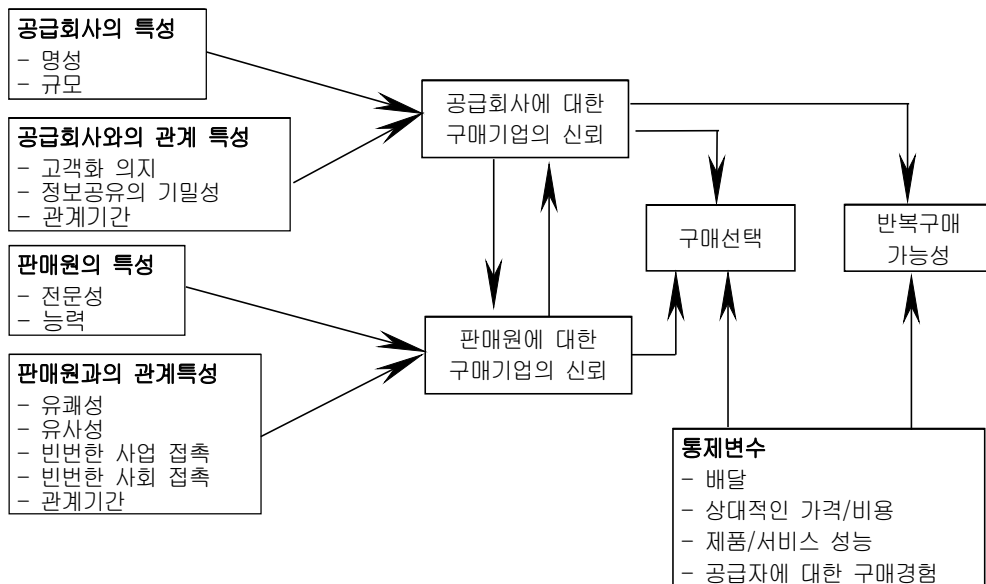 공급회사의 특성
- 명성
- 규모
공급회사와의 관계 특성
- 고객화 의지
- 정보공유의 기밀성
- 관계기간
판매원의 특성
- 전문성
- 능력
판매원과의 관계특성
- 유쾌성
- 유사성
- 빈번한 사업 접촉
- 빈번한 사회 접촉
- 관계기간
공급회사에 대한
구매기업의 신뢰
판매원에 대한
구매기업의 신뢰
구매선택
반복구매
가능성
통제변수
- 배달
- 상대적인 가격/비용
- 제품/서비스 성능
- 공급자에 대한 구매경험